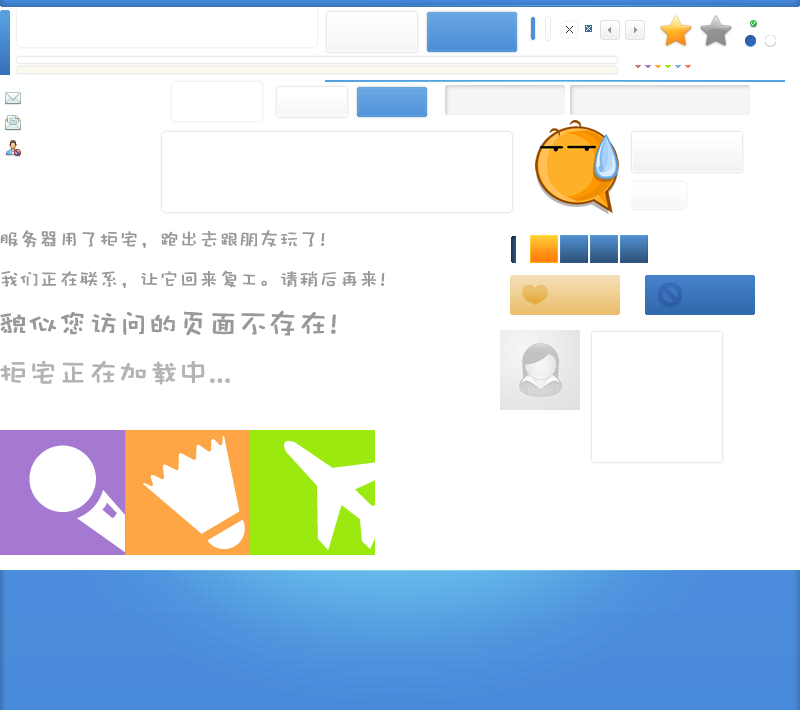 服务器用了拒宅，跑出去跟朋友玩了！
我们正在联系，让它回来复工。请稍后再来！
貌似您访问的页面不存在！
拒宅正在加载中...